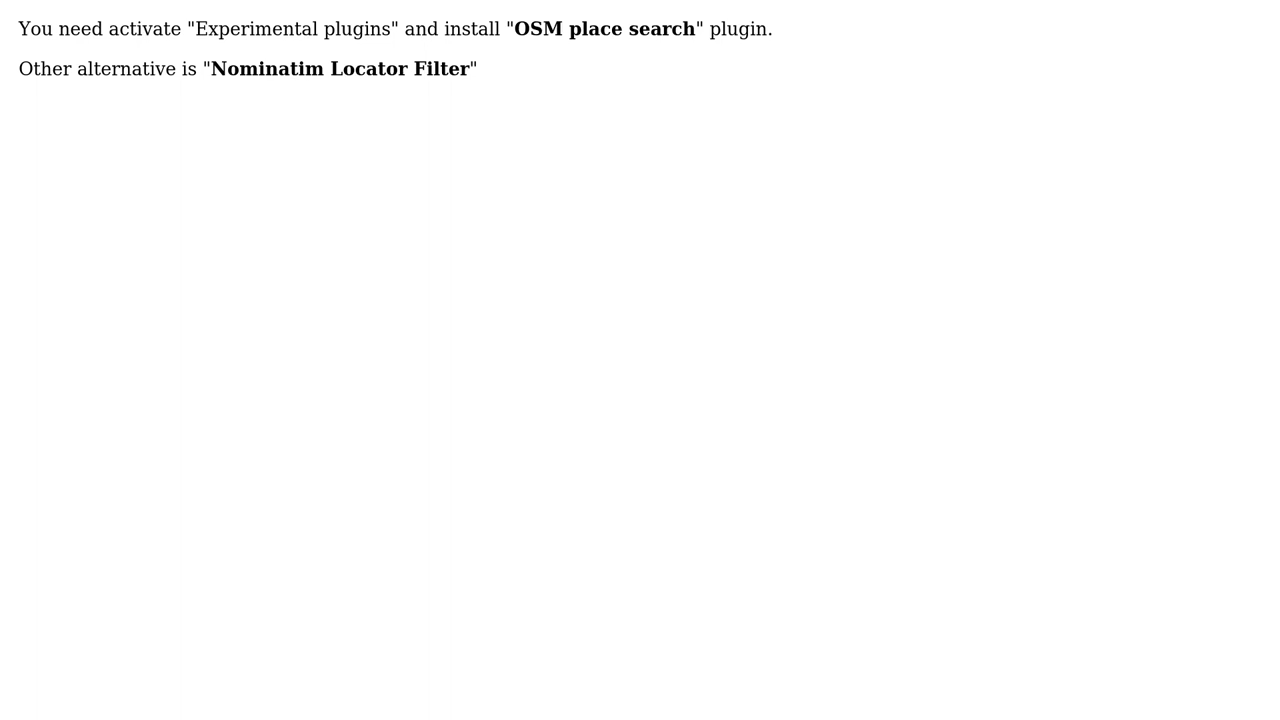 You need activate "Experimental plugins" and install "OSM place search" plugin.
Other alternative is "Nominatim Locator Filter"